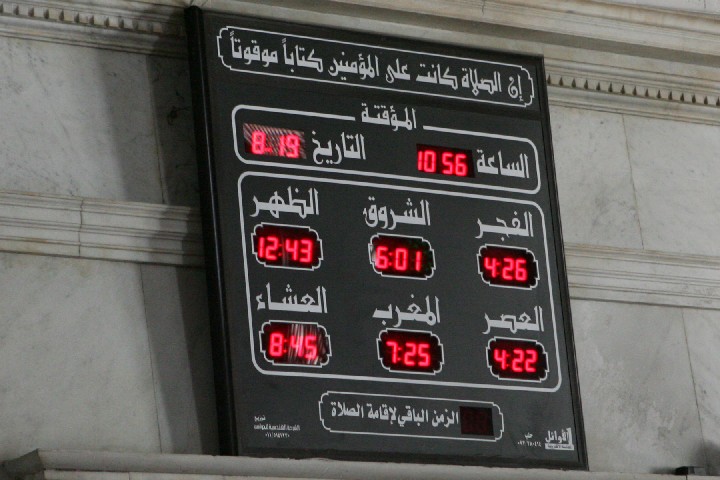 إن الصلاة كانت على المؤمنين كتاباً موقوتاً
المؤقتة
الساعة 10 56 التاريخ 8-19
الفجر الشروق الظهر
4:26 6:01 12:43
العصر المغرب العشاء
4:22 7:25 8:45
الزمن الباقي لإقامة الصلاة
الأوائل